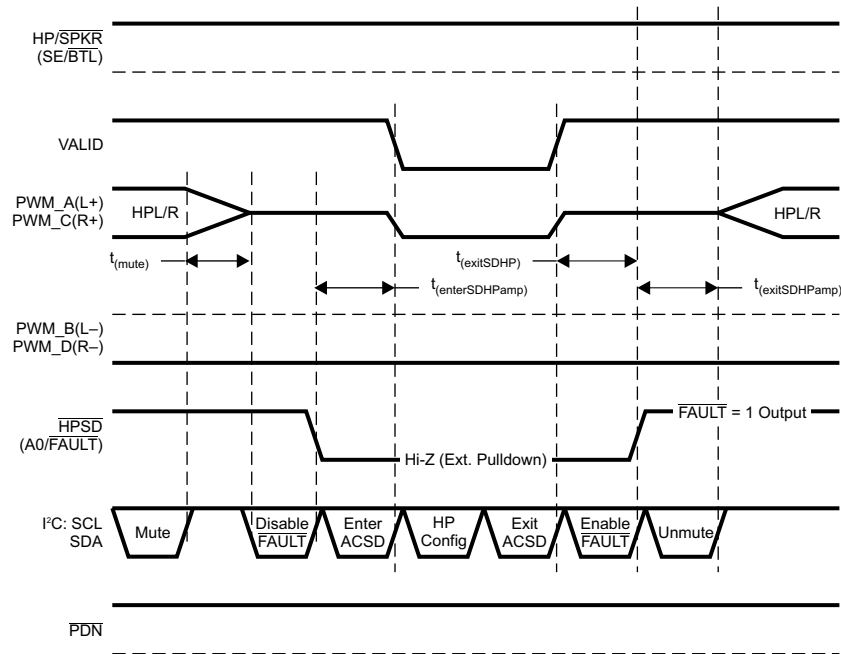 HP/SPKR
(SE/BTL)
VALID
PWM_A(L+)
PWM_C(R+)
HPL/R
HPL/R
t(mute)
t(exitSDHP)
t(enterSDHPamp)
t(exitSDHPamp)
PWM_B(L–)
PWM_D(R–)
HPSD
(A0/FAULT)
FAULT = 1 Output
Hi-Z (Ext. Pulldown)
I²C: SCL
SDA
Mute
Disable
FAULT
Enter
ACSD
HP
Config
Exit
ACSD
Enable
FAULT
Unmute
PDN